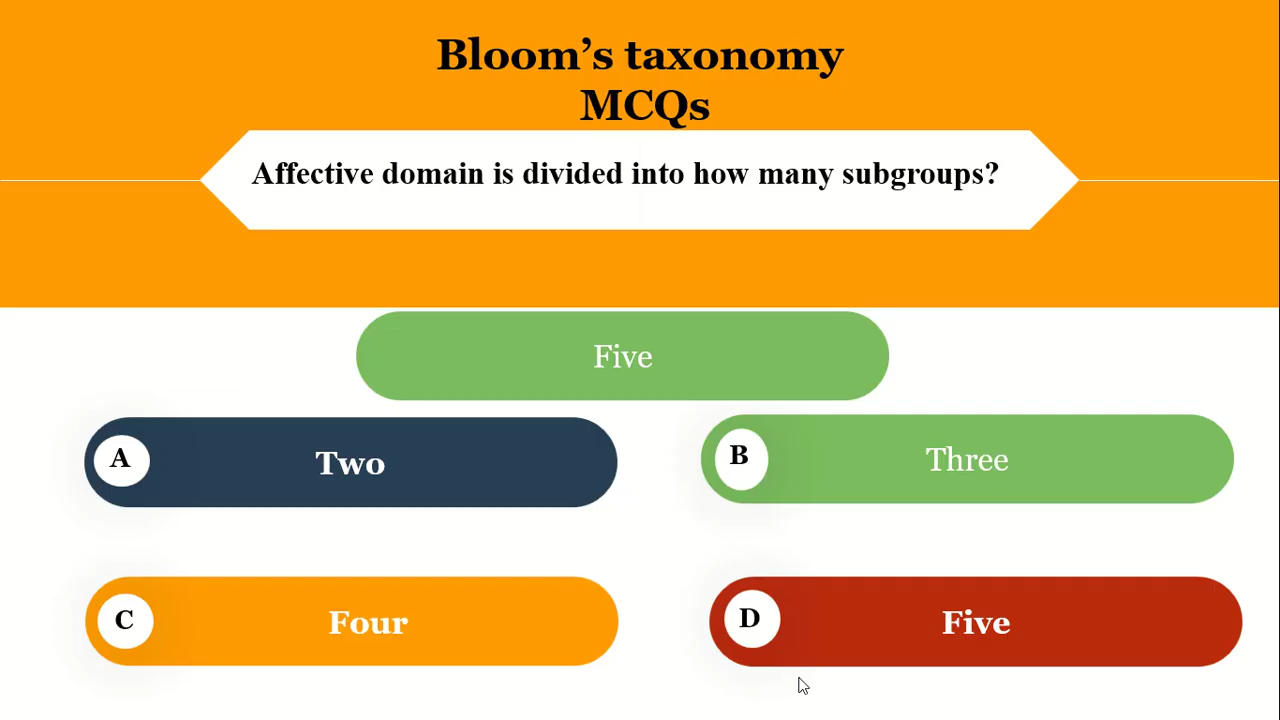 Bloom’s taxonomy
MCQs
Affective domain is divided into how many subgroups?
Five
A Two
B Three
C Four
D Five